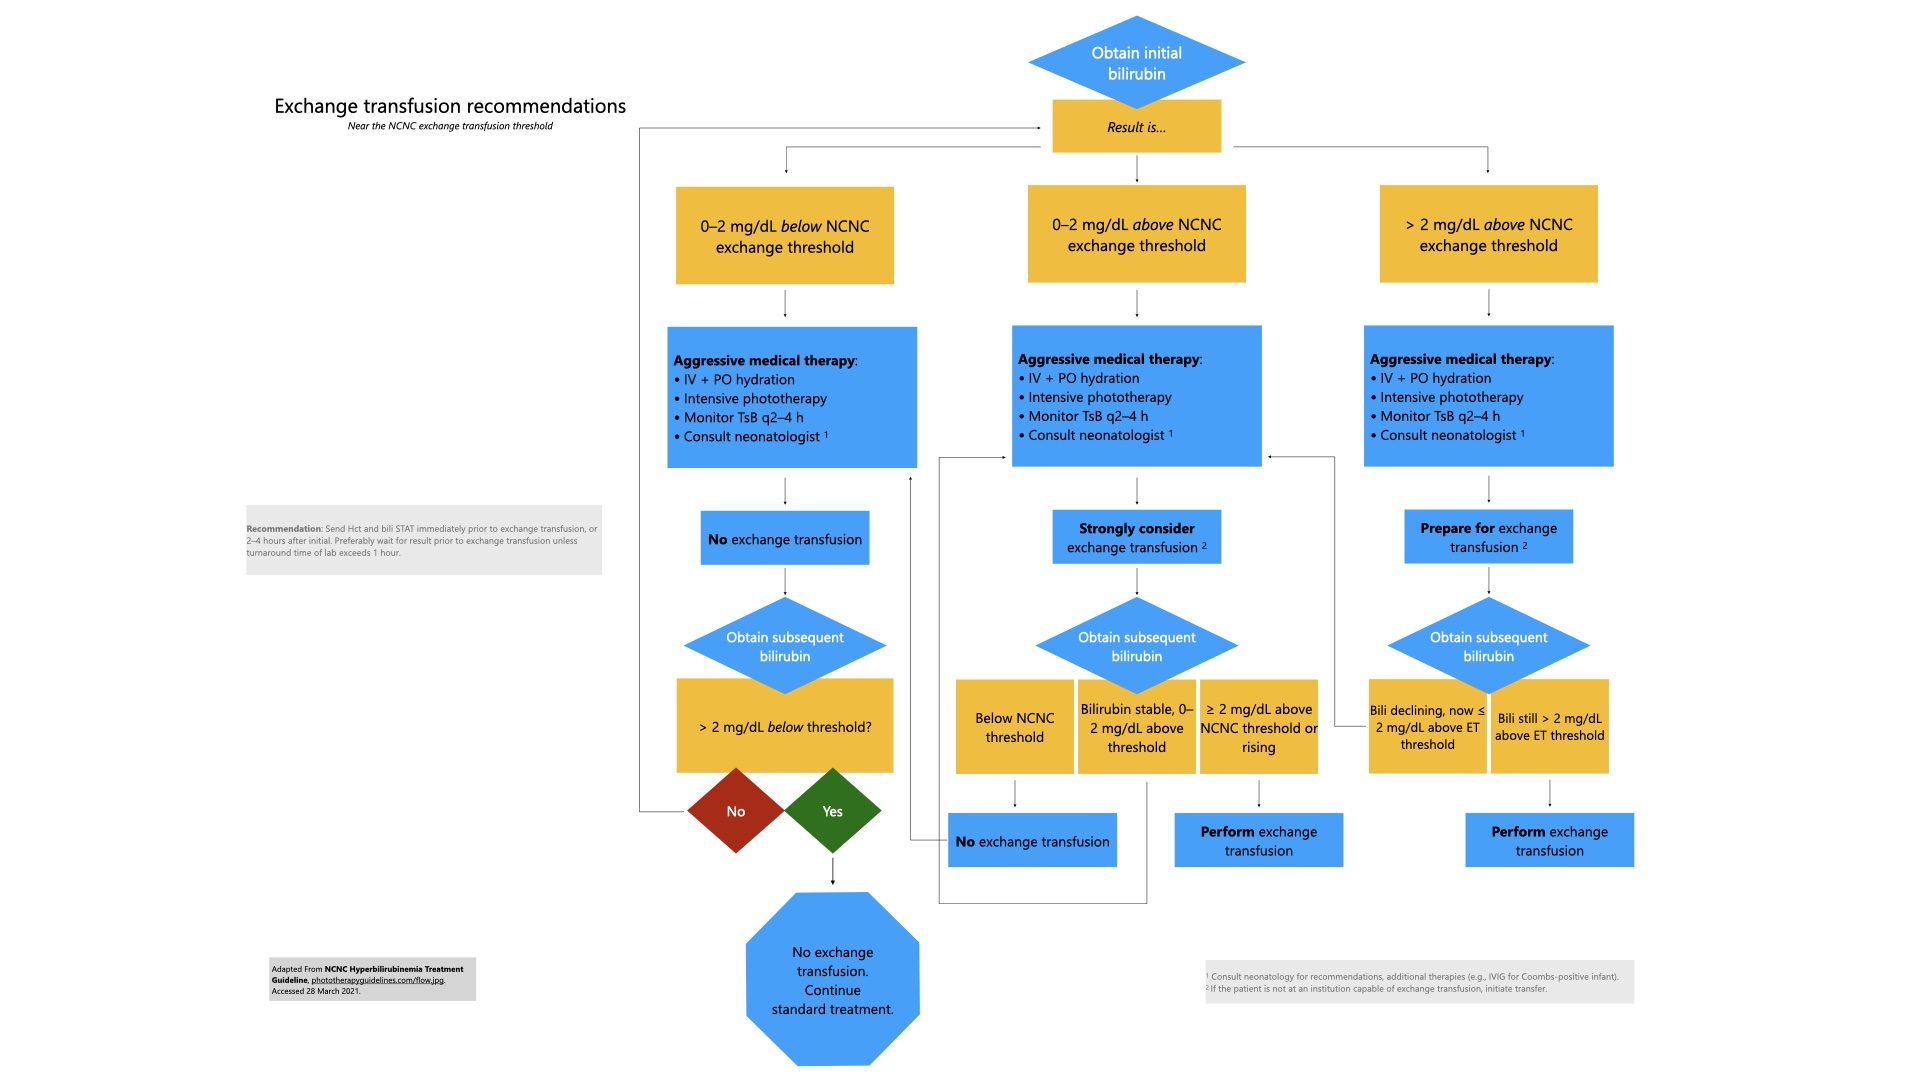 Obtain initial
bilirubin
Exchange transfusion recommendations
Near the NCNC exchange transfusion threshold
Result is...
0–2 mg/dL below NCNC
exchange threshold
0–2 mg/dL above NCNC
exchange threshold
> 2 mg/dL above NCNC
exchange threshold
Aggressive medical therapy:
• IV + PO hydration
• Intensive phototherapy
• Monitor TsB q2–4 h
• Consult neonatologist ¹
Aggressive medical therapy:
• IV + PO hydration
• Intensive phototherapy
• Monitor TsB q2–4 h
• Consult neonatologist ¹
Aggressive medical therapy:
• IV + PO hydration
• Intensive phototherapy
• Monitor TsB q2–4 h
• Consult neonatologist ¹
Recommendation: Send Hct and bili STAT immediately prior to exchange transfusion, or
2–4 hours after initial. Preferably wait for result prior to exchange transfusion unless
turnaround time of lab exceeds 1 hour.
No exchange transfusion
Strongly consider
exchange transfusion ²
Prepare for exchange
transfusion ²
Obtain subsequent
bilirubin
Obtain subsequent
bilirubin
Obtain subsequent
bilirubin
> 2 mg/dL below threshold?
Below NCNC
threshold
Bilirubin stable, 0–
2 mg/dL above
threshold
≥ 2 mg/dL above
NCNC threshold or
rising
Bili declining, now ≤
2 mg/dL above ET
threshold
Bili still > 2 mg/dL
above ET threshold
No
Yes
No exchange transfusion
Perform exchange
transfusion
Perform exchange
transfusion
No exchange
transfusion.
Continue
standard treatment.
Adapted From NCNC Hyperbilirubinemia Treatment
Guideline, phototherapyguidelines.com/flow.jpg.
Accessed 28 March 2021.
¹ Consult neonatology for recommendations, additional therapies (e.g., IVIG for Coombs-positive infant).
² If the patient is not at an institution capable of exchange transfusion, initiate transfer.